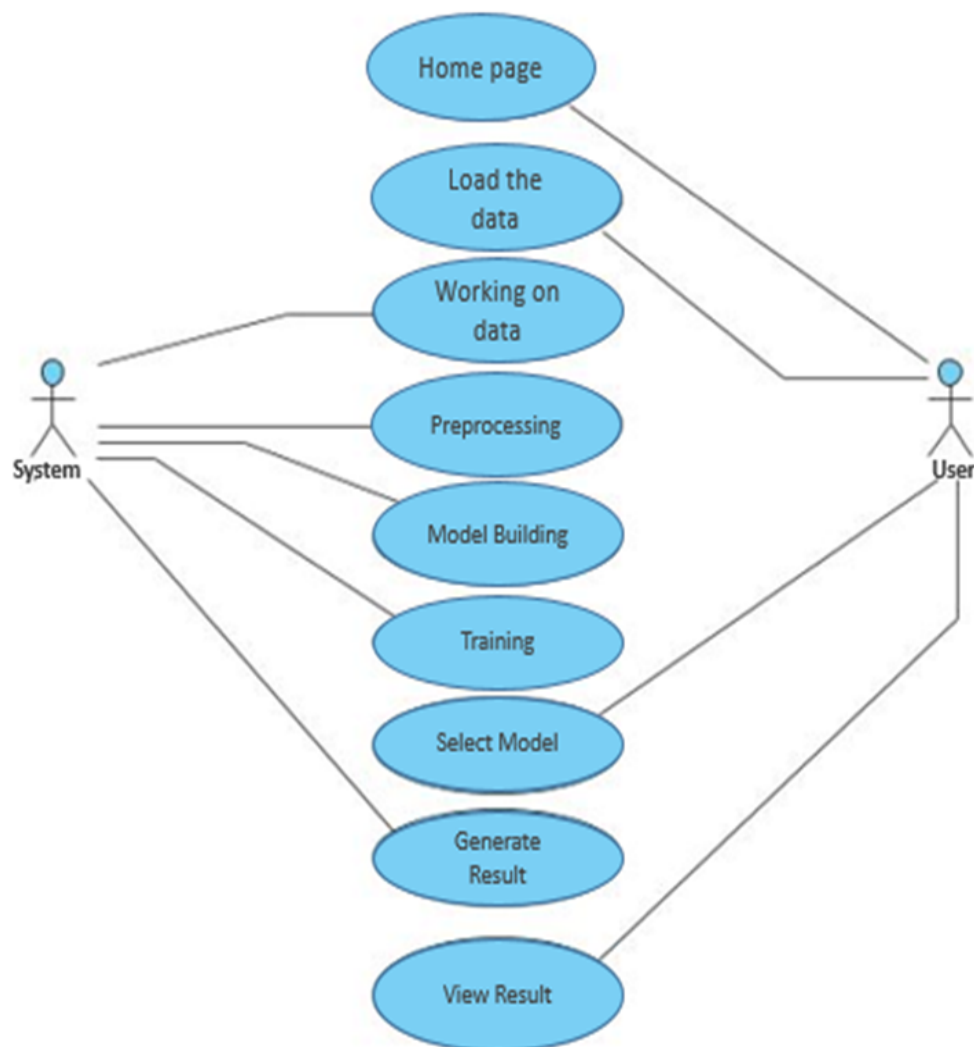 Home page
Load the
data
Working on
data
Preprocessing
System
User
Model Building
Training
Select Model
Generate
Result
View Result